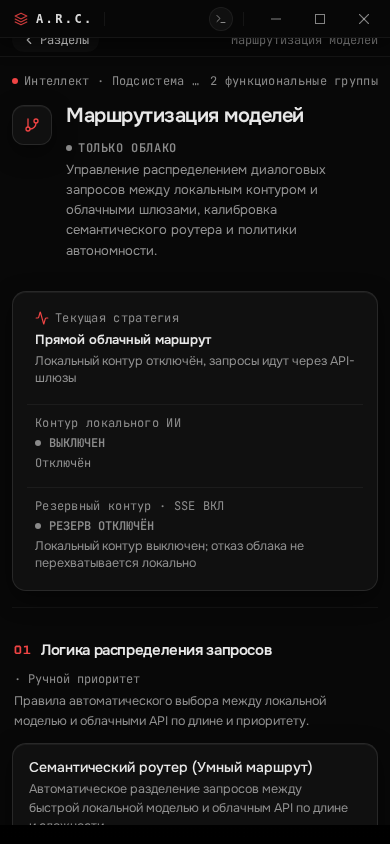 A.R.C.
Разделы
Маршрутизация моделей
Интеллект · Подсистема … 2 функциональные группы
Маршрутизация моделей
ТОЛЬКО ОБЛАКО
Управление распределением диалоговых
запросов между локальным контуром и
облачными шлюзами, калибровка
семантического роутера и политики
автономности.
Текущая стратегия
Прямой облачный маршрут
Локальный контур отключён, запросы идут через API-
шлюзы
Контур локального ИИ
ВЫКЛЮЧЕН
Отключён
Резервный контур · SSE ВКЛ
РЕЗЕРВ ОТКЛЮЧЁН
Локальный контур выключен; отказ облака не
перехватывается локально
01 Логика распределения запросов
· Ручной приоритет
Правила автоматического выбора между локальной
моделью и облачными API по длине и приоритету.
Семантический роутер (Умный маршрут)
Автоматическое разделение запросов между
быстрой локальной моделью и облачным API по длине